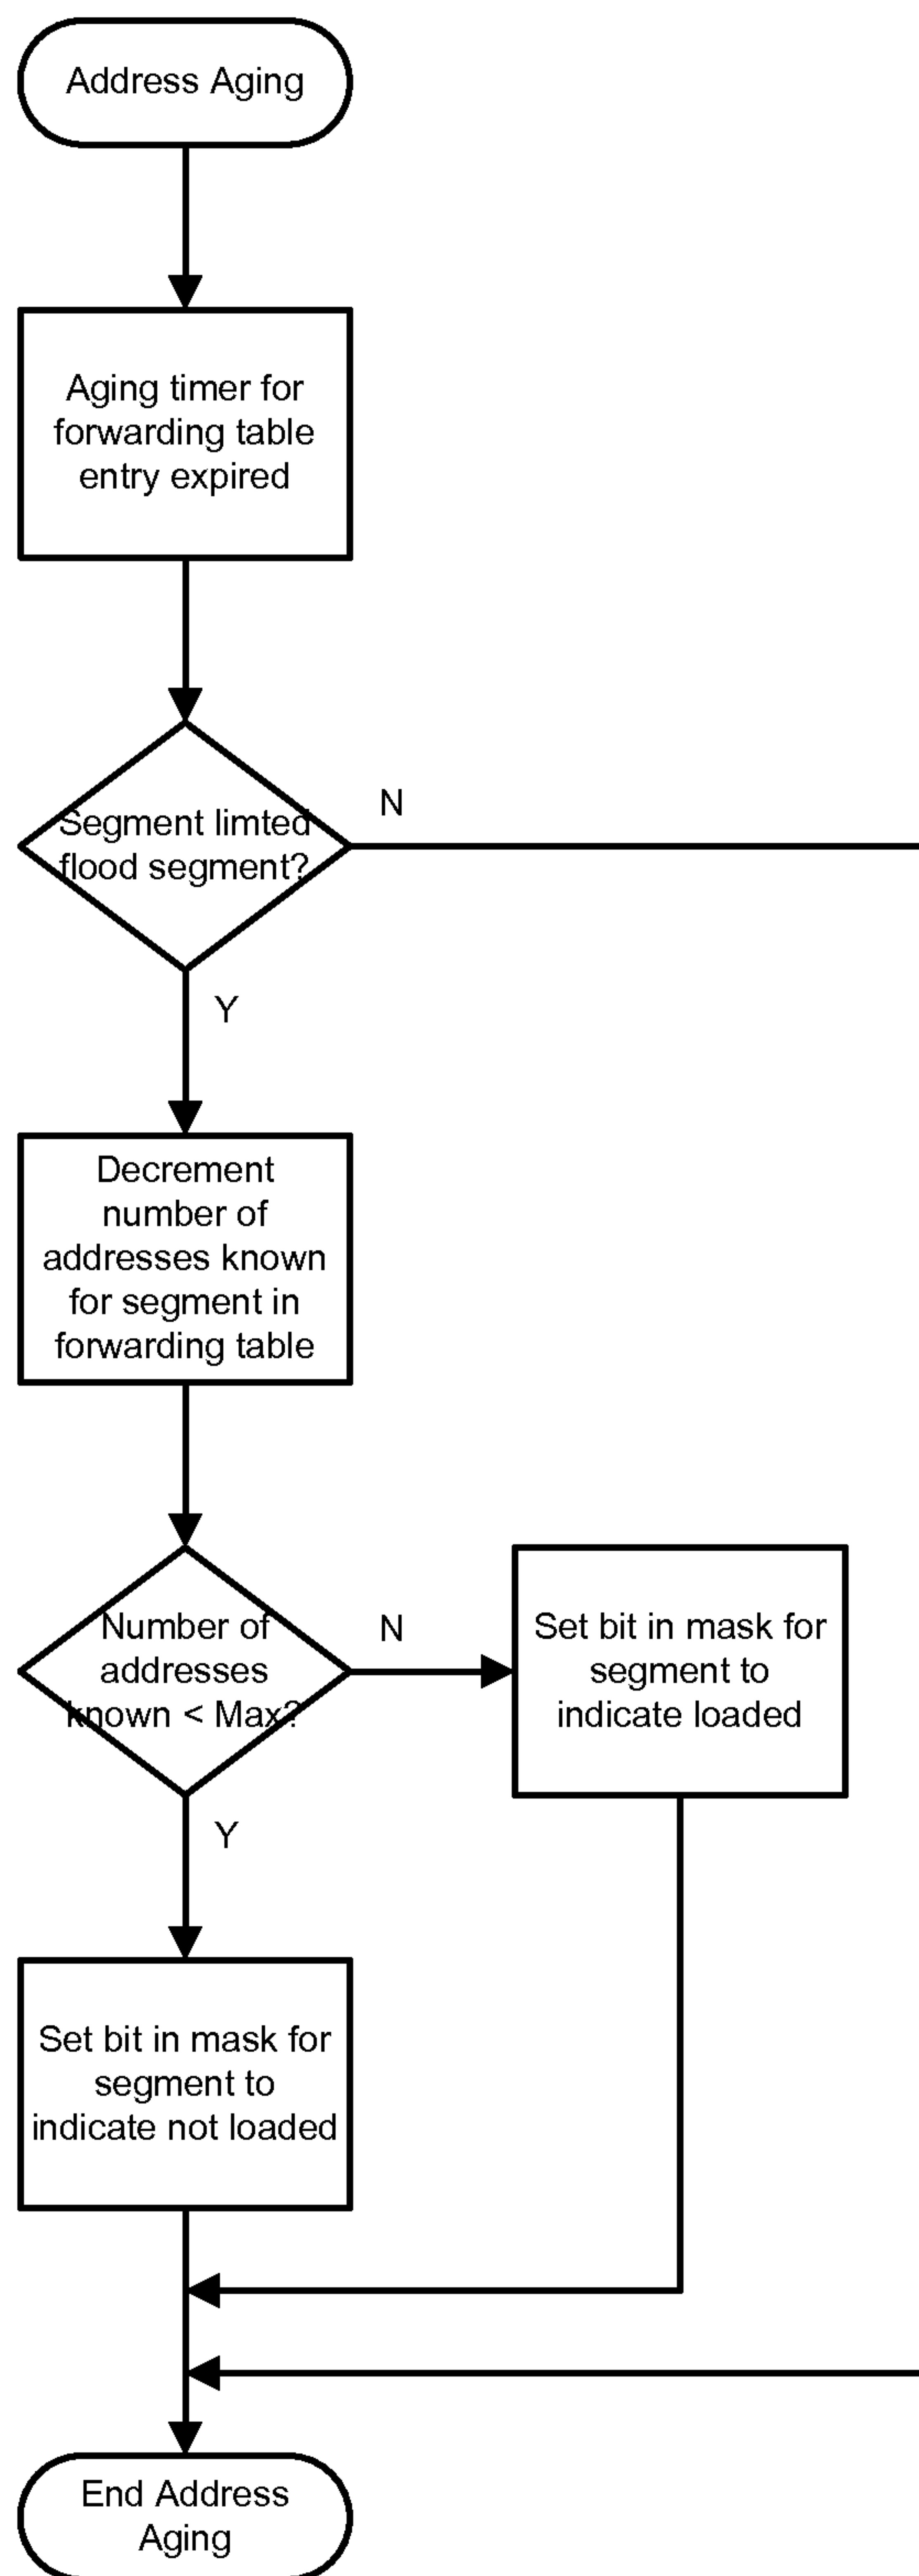 Address Aging
Aging timer for
forwarding table
entry expired
N
Segment limted
flood segment?
Y
Decrement
number of
addresses known
for segment in
forwarding table
Number of
addresses
known < Max?
N
Set bit in mask for
segment to
indicate loaded
Y
Set bit in mask for
segment to
indicate not loaded
End Address
Aging